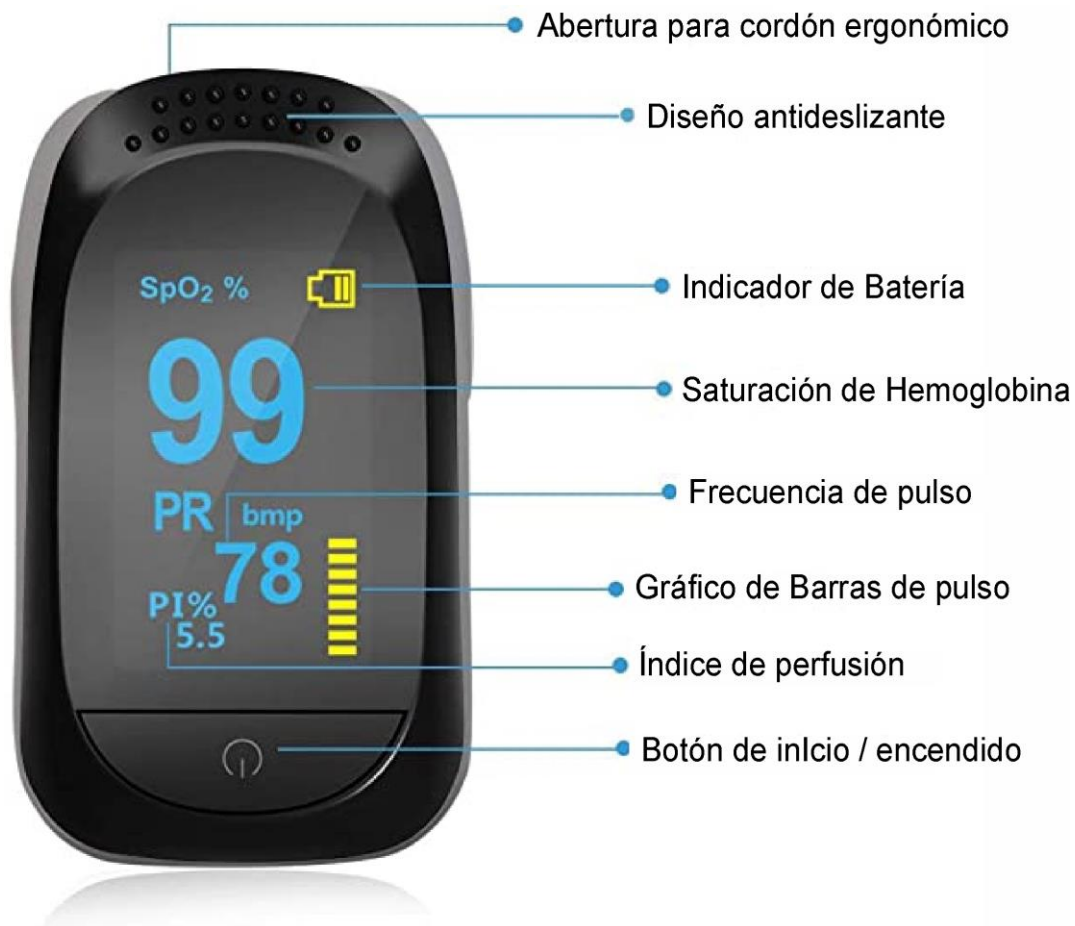 Abertura para cordón ergonómico
Diseño antideslizante
SpO₂ %
Indicador de Batería
99
Saturación de Hemoglobina
PR bmp
Frecuencia de pulso
78
Gráfico de Barras de pulso
PI%
5.5
Índice de perfusión
Botón de inIcio / encendido